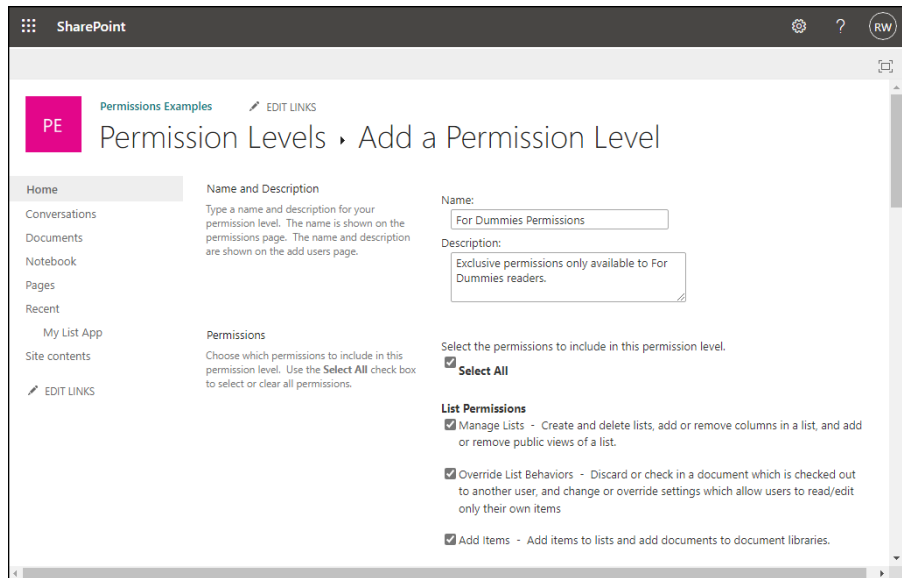 SharePoint
?
RW
PE
Permissions Examples
EDIT LINKS
Permission Levels ▸ Add a Permission Level
Home
Conversations
Documents
Notebook
Pages
Recent
My List App
Site contents
EDIT LINKS
Name and Description
Type a name and description for your
permission level. The name is shown on the
permissions page. The name and description
are shown on the add users page.
Name:
For Dummies Permissions
Description:
Exclusive permissions only available to For
Dummies readers.
Permissions
Choose which permissions to include in this
permission level. Use the Select All check box
to select or clear all permissions.
Select the permissions to include in this permission level.
Select All
List Permissions
Manage Lists - Create and delete lists, add or remove columns in a list, and add
or remove public views of a list.
Override List Behaviors - Discard or check in a document which is checked out
to another user, and change or override settings which allow users to read/edit
only their own items
Add Items - Add items to lists and add documents to document libraries.